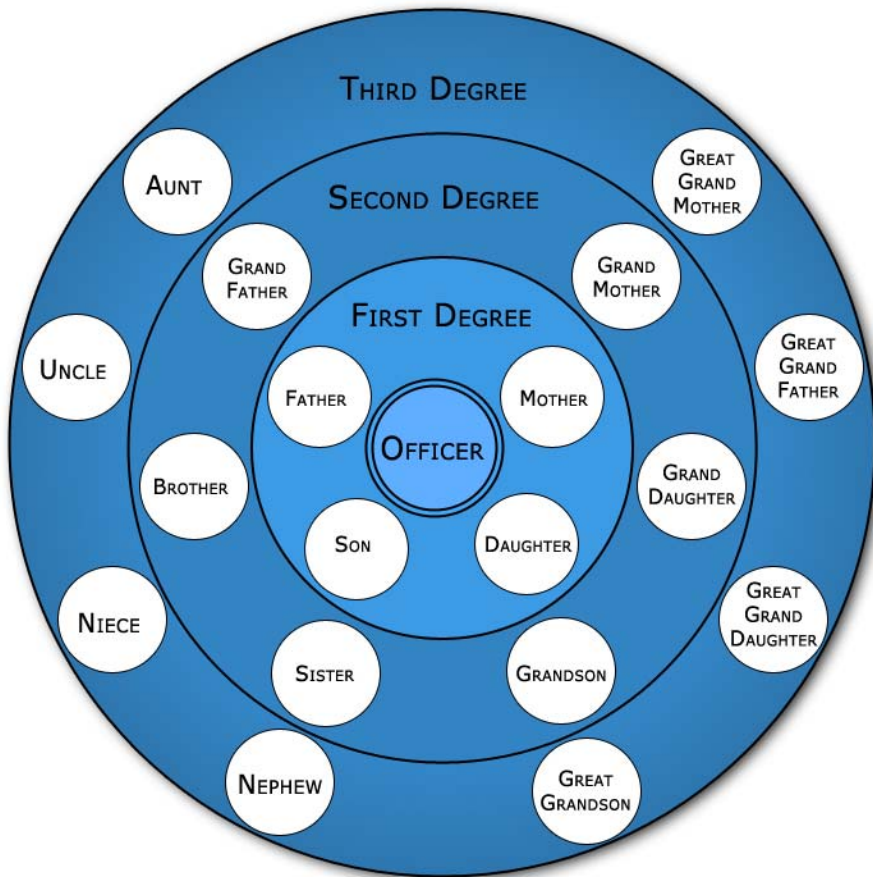 Third Degree
Aunt
Great
Grand
Mother
Second Degree
Grand
Father
Grand
Mother
First Degree
Uncle
Great
Grand
Father
Father
Mother
Officer
Brother
Grand
Daughter
Son
Daughter
Niece
Great
Grand
Daughter
Sister
Grandson
Nephew
Great
Grandson